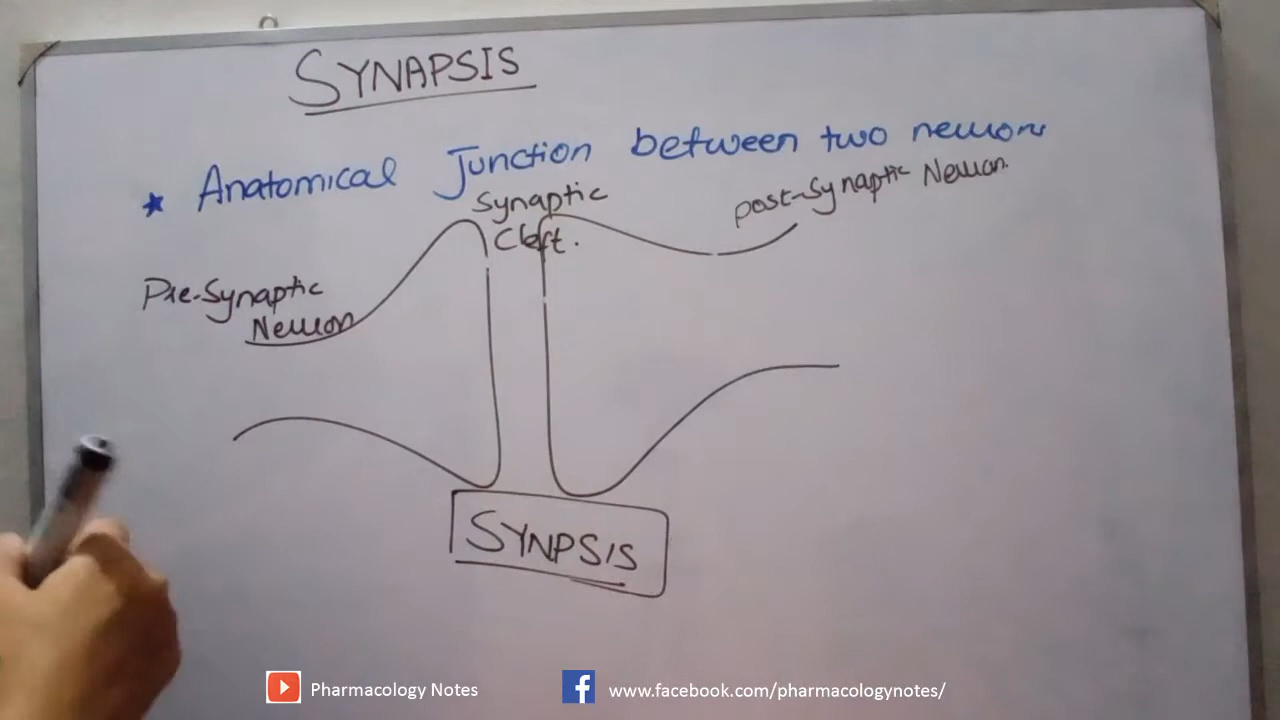 SYNAPSIS
★ Anatomical Junction between two neurons
Synaptic
Cleft.
post-Synaptic Neuron.
Pre-Synaptic
Neuron
SYNPSIS
Pharmacology Notes
www.facebook.com/pharmacologynotes/